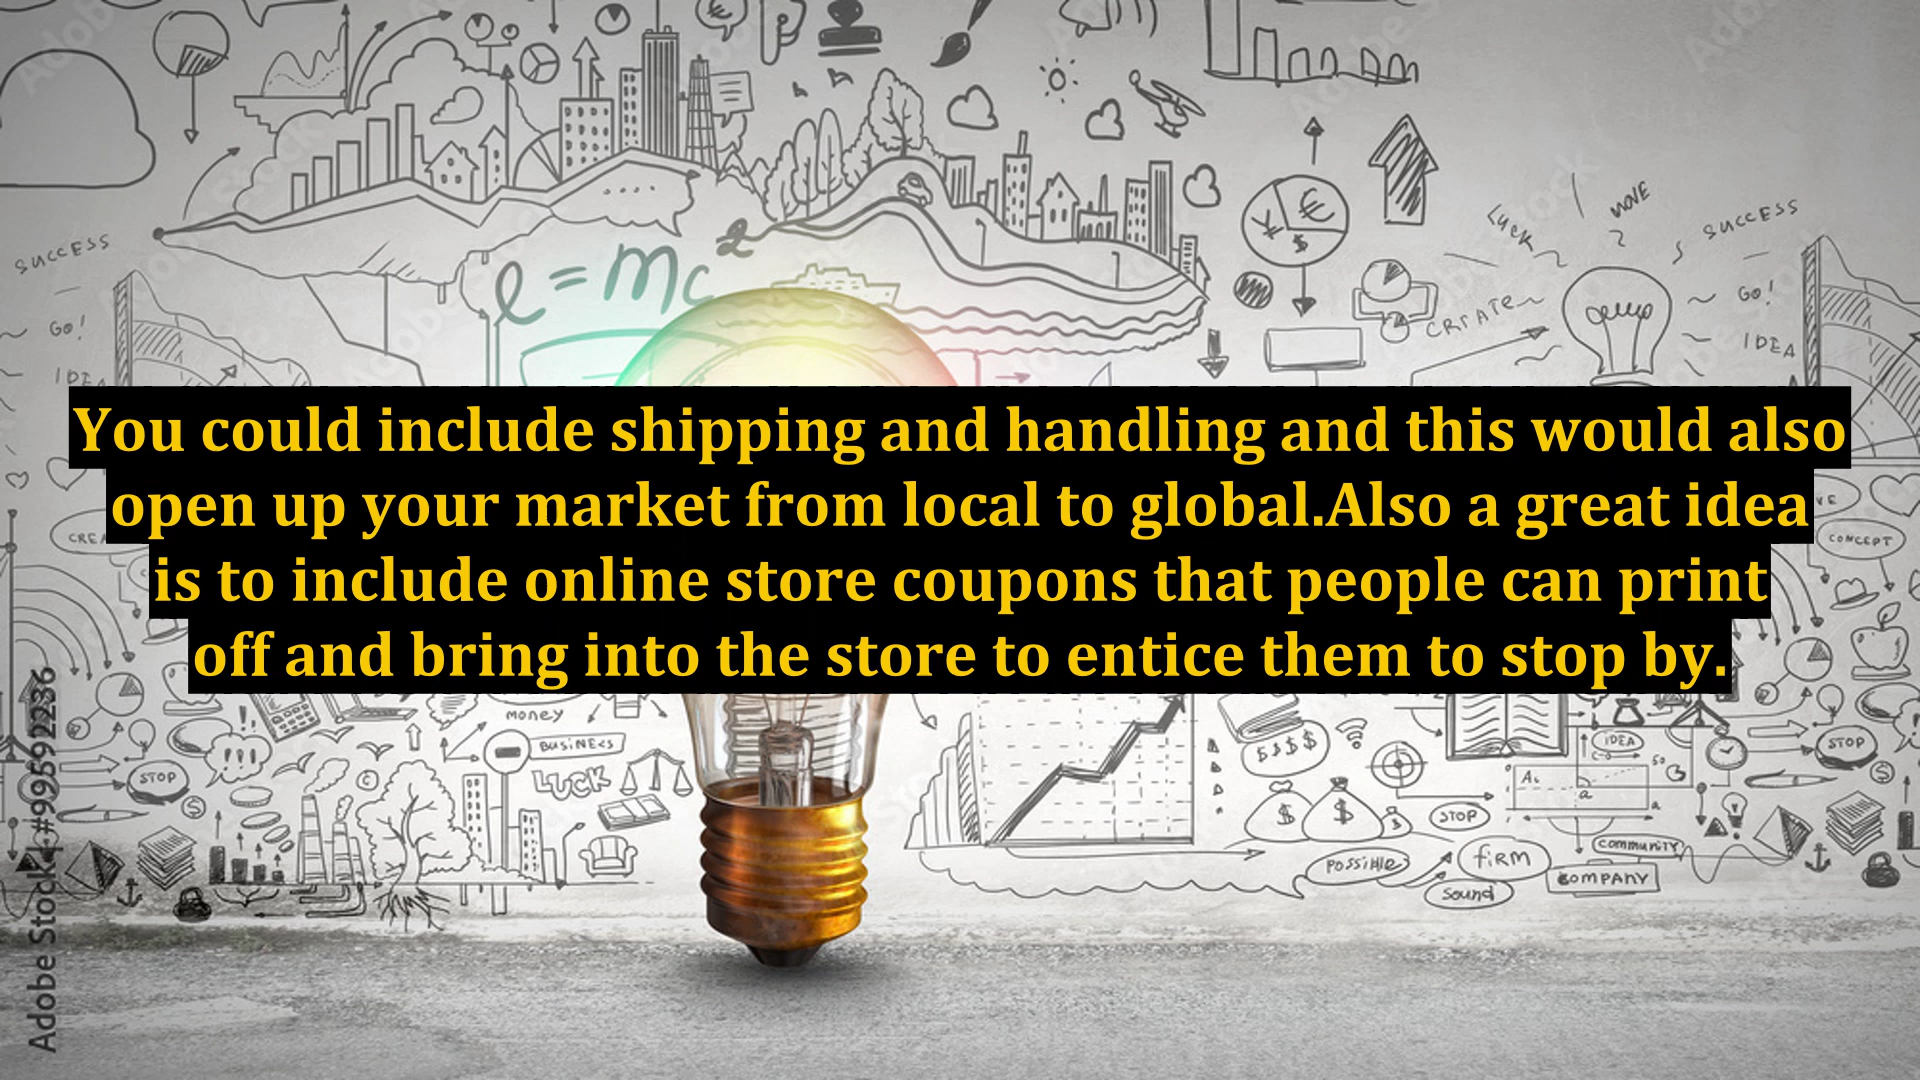 SUCCESS
GO!
IDEA
e=mc²
¥ € $
Luck
MOVE
SUCCESS
CREATE
GO!
IDEA
You could include shipping and handling and this would also
open up your market from local to global.Also a great idea
is to include online store coupons that people can print
off and bring into the store to entice them to stop by.
CONCEPT
money
BUSINESS
LUCK
STOP
$$$$
IDEA
STOP
$
$
$
STOP
POSSIBLE
firm
community
COMPANY
Sound
Adobe Stock | #99592236